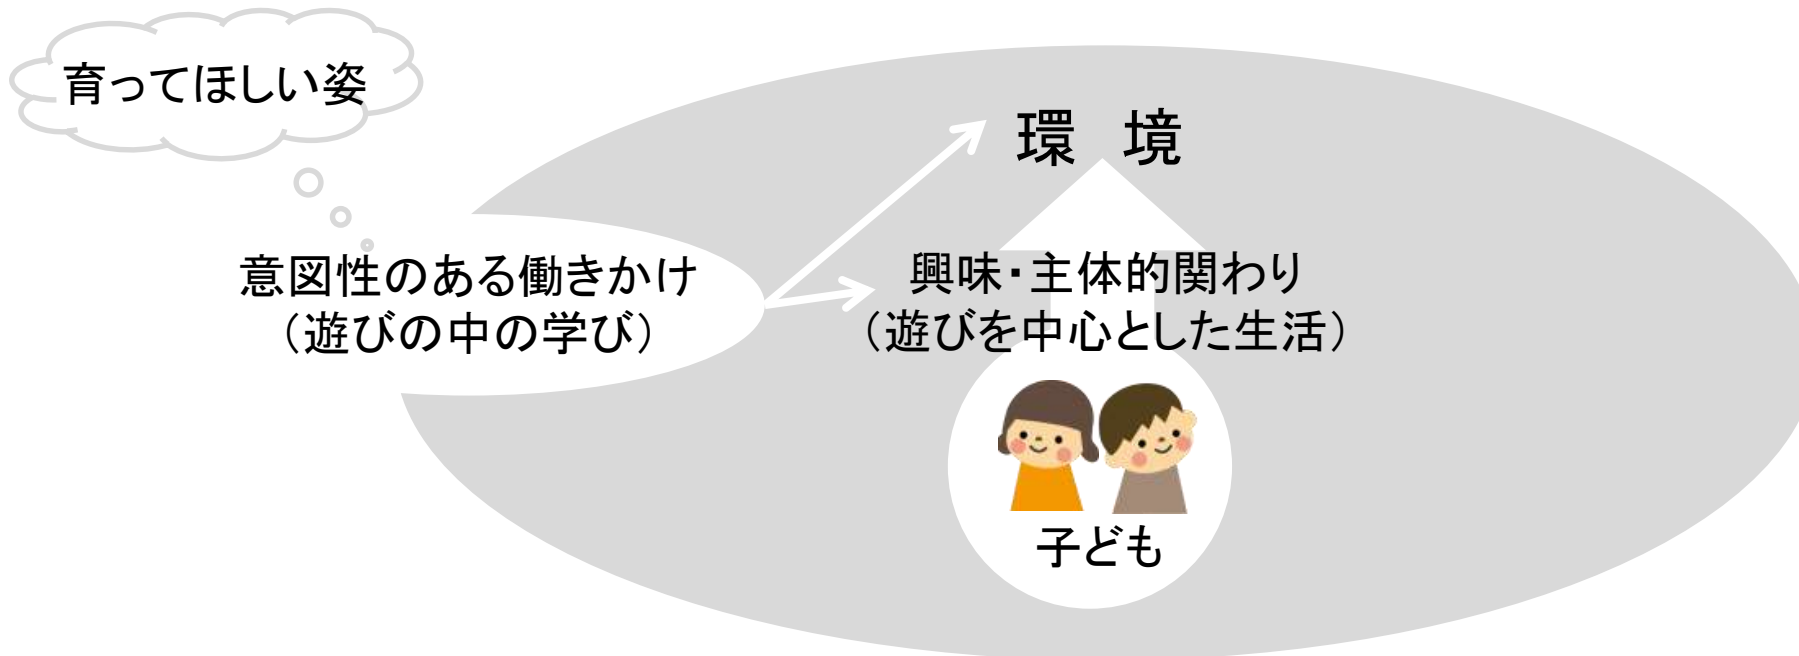 育ってほしい姿
環　境
意図性のある働きかけ
（遊びの中の学び）
興味・主体的関わり
（遊びを中心とした生活）
子ども